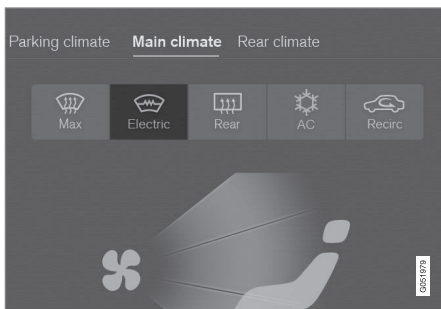 Parking climate Main climate Rear climate
Max Electric Rear AC Recirc
G051979